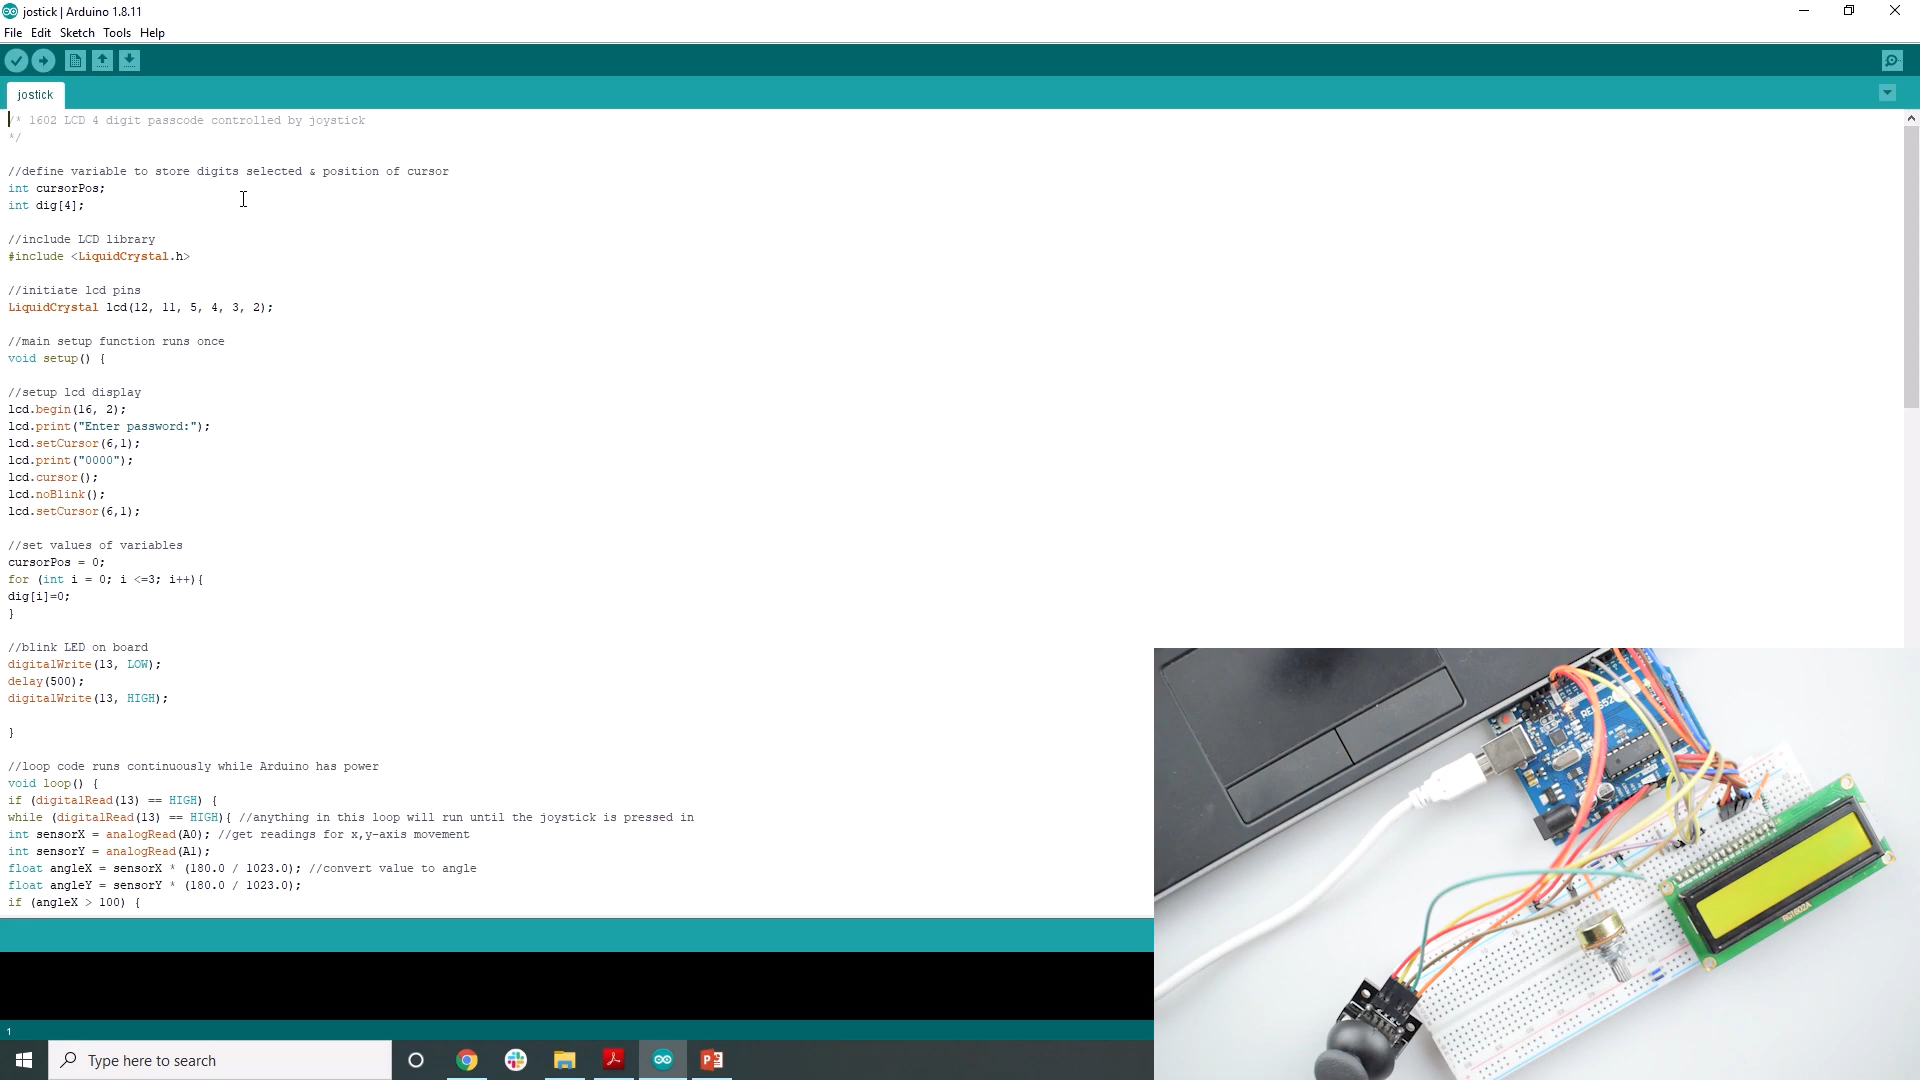 jostick | Arduino 1.8.11
File Edit Sketch Tools Help
jostick
/* 1602 LCD 4 digit passcode controlled by joystick
*/
//define variable to store digits selected & position of cursor
int cursorPos;
int dig[4];
//include LCD library
#include <LiquidCrystal.h>
//initiate lcd pins
LiquidCrystal lcd(12, 11, 5, 4, 3, 2);
//main setup function runs once
void setup() {
//setup lcd display
lcd.begin(16, 2);
lcd.print("Enter password:");
lcd.setCursor(6,1);
lcd.print("0000");
lcd.cursor();
lcd.noBlink();
lcd.setCursor(6,1);
//set values of variables
cursorPos = 0;
for (int i = 0; i <=3; i++){
dig[i]=0;
}
//blink LED on board
digitalWrite(13, LOW);
delay(500);
digitalWrite(13, HIGH);
}
//loop code runs continuously while Arduino has power
void loop() {
if (digitalRead(13) == HIGH) {
while (digitalRead(13) == HIGH){ //anything in this loop will run until the joystick is pressed in
int sensorX = analogRead(A0); //get readings for x,y-axis movement
int sensorY = analogRead(A1);
float angleX = sensorX * (180.0 / 1023.0); //convert value to angle
float angleY = sensorY * (180.0 / 1023.0);
if (angleX > 100) {
1
Type here to search
RG1602A